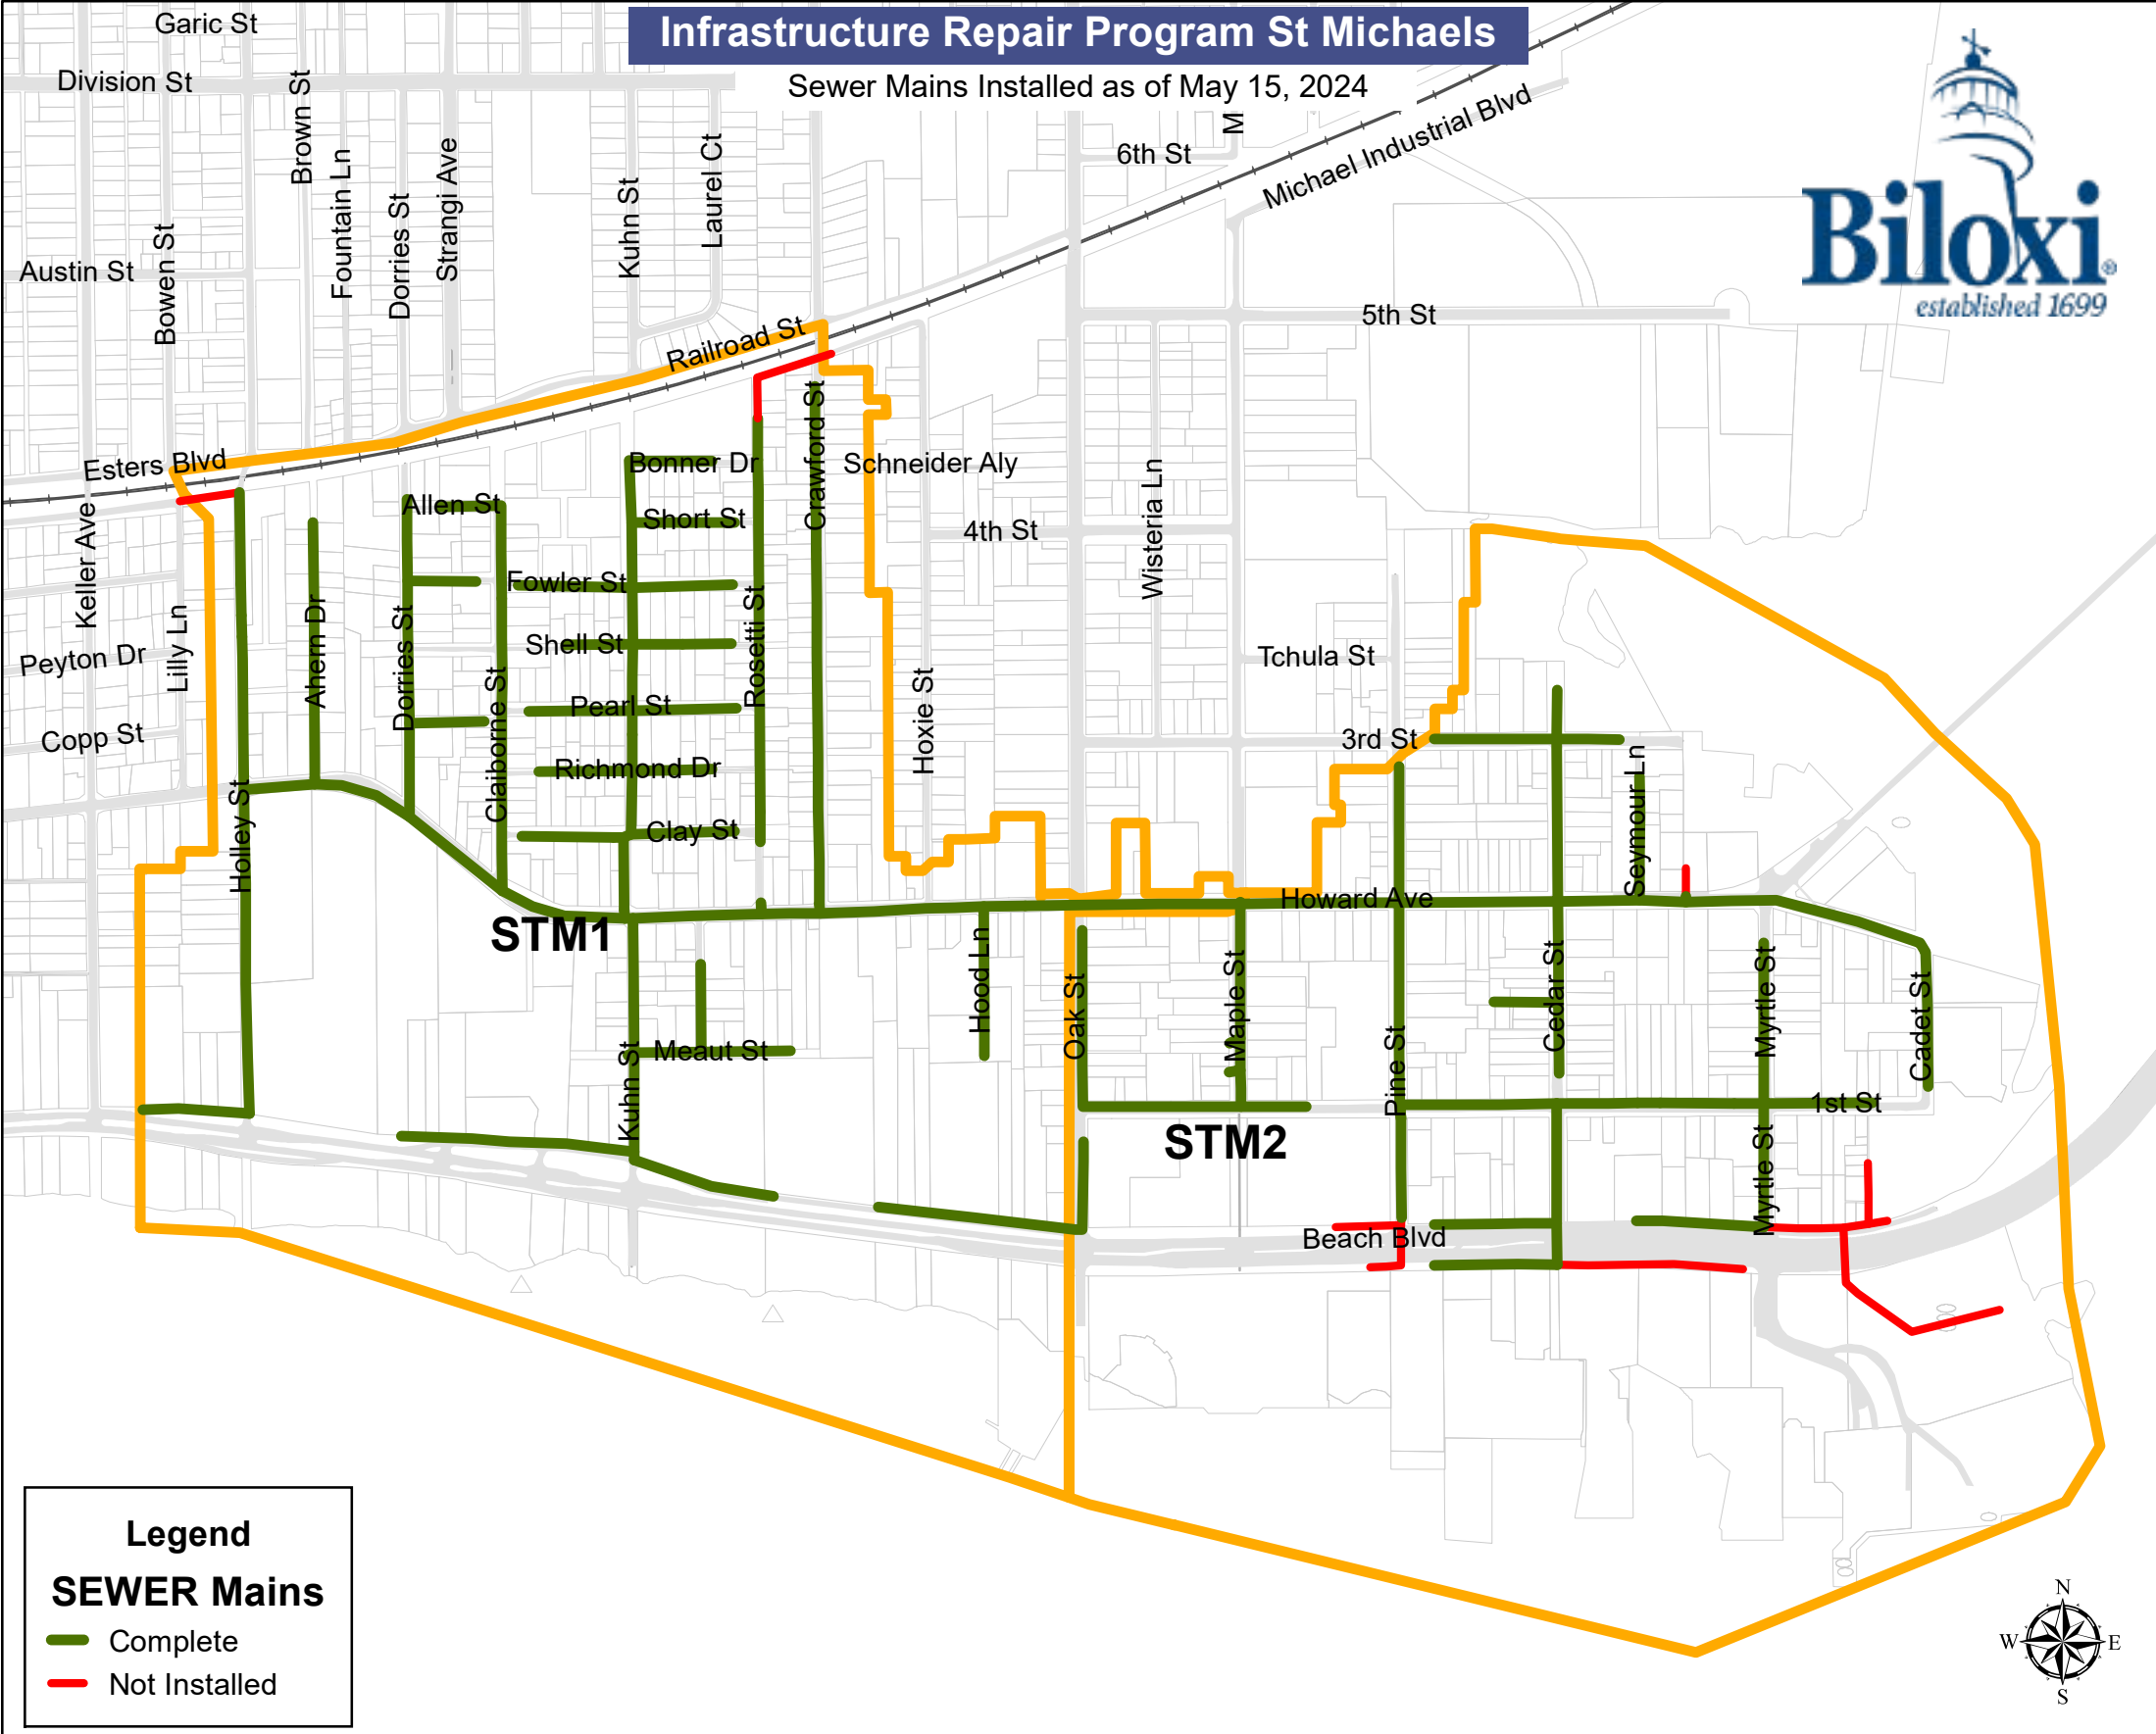 Infrastructure Repair Program St Michaels
Sewer Mains Installed as of May 15, 2024
Biloxi®
established 1699
Garic St
Division St
Brown St
Fountain Ln
Dorries St
Strangi Ave
Kuhn St
Laurel Ct
M
6th St
Michael Industrial Blvd
Austin St
Bowen St
5th St
Railroad St
Esters Blvd
Keller Ave
Lilly Ln
Peyton Dr
Copp St
Holley St
Ahern Dr
Dorries St
Allen St
Claiborne St
Bonner Dr
Short St
Fowler St
Shell St
Pearl St
Richmond Dr
Clay St
Rosetti St
Crawford St
Schneider Aly
4th St
Hoxie St
Wisteria Ln
Tchula St
3rd St
Seymour Ln
Howard Ave
STM1
Hood Ln
Oak St
Maple St
Pine St
Cedar St
Myrtle St
Cadet St
Kuhn St
Meaut St
1st St
STM2
Myrtle St
Beach Blvd
Legend
SEWER Mains
Complete
Not Installed
N
W
E
S